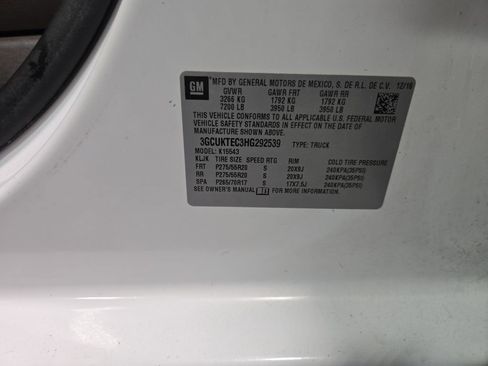 GM MFD BY GENERAL MOTORS DE MEXICO, S. DE R.L. DE C.V. 12/16
GVWR GAWR FRT GAWR RR
3266 KG 1792 KG 1792 KG
7200 LB 3950 LB 3950 LB
THIS VEHICLE CONFORMS TO ALL APPLICABLE U.S. FEDERAL MOTOR
VEHICLE SAFETY AND THEFT PREVENTION STANDARDS IN EFFECT ON
THE DATE OF MANUFACTURE SHOWN ABOVE.
3GCUKTEC3HG292539 TYPE: TRUCK
MODEL: K15543
KLJK TIRE SIZE SPEED RTG RIM COLD TIRE PRESSURE
FRT P275/55R20 S 20X9J 240KPA(35PSI)
RR P275/55R20 S 20X9J 240KPA(35PSI)
SPA P265/70R17 S 17X7.5J 240KPA(35PSI)
SEE OWNER'S MANUAL FOR MORE INFORMATION.